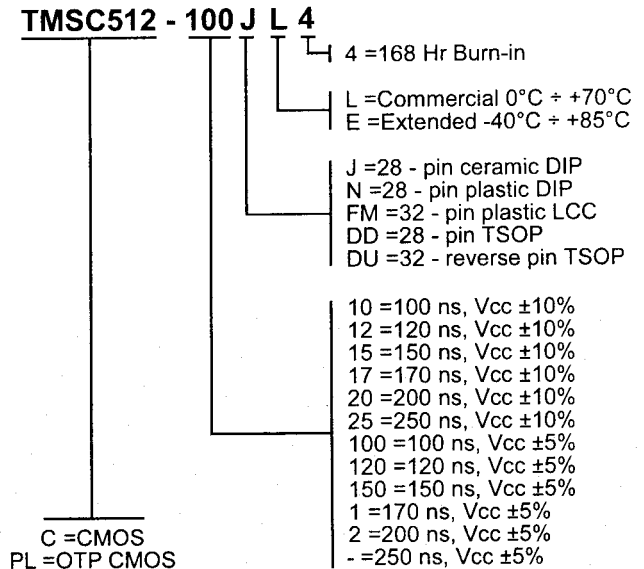 TMSC512 - 100 J L 4
4 =168 Hr Burn-in
L =Commercial 0°C ÷ +70°C
E =Extended -40°C ÷ +85°C
J =28 - pin ceramic DIP
N =28 - pin plastic DIP
FM =32 - pin plastic LCC
DD =28 - pin TSOP
DU =32 - reverse pin TSOP
10 =100 ns, Vcc ±10%
12 =120 ns, Vcc ±10%
15 =150 ns, Vcc ±10%
17 =170 ns, Vcc ±10%
20 =200 ns, Vcc ±10%
25 =250 ns, Vcc ±10%
100 =100 ns, Vcc ±5%
120 =120 ns, Vcc ±5%
150 =150 ns, Vcc ±5%
1 =170 ns, Vcc ±5%
2 =200 ns, Vcc ±5%
- =250 ns, Vcc ±5%
C =CMOS
PL =OTP CMOS